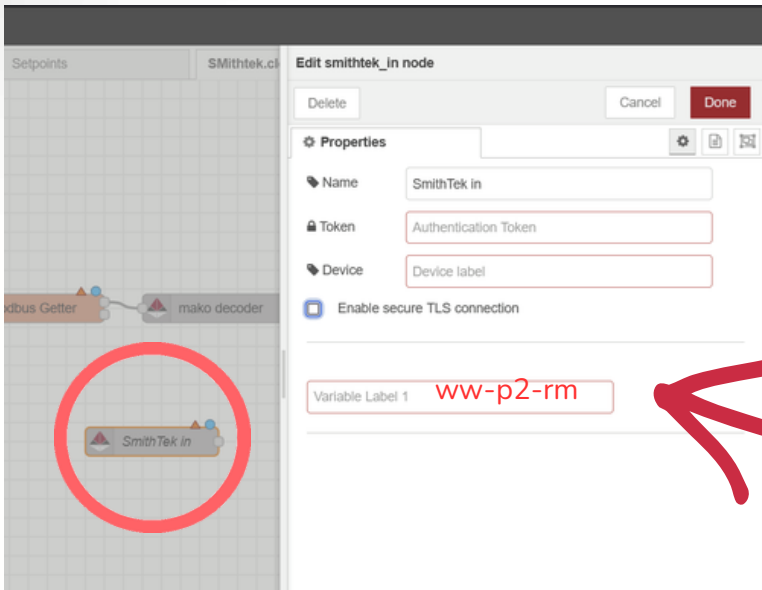 Setpoints
SMithtek.cl
Edit smithtek_in node
Delete
Cancel
Done
Properties
Name
SmithTek in
Token
Authentication Token
Device
Device label
Enable secure TLS connection
dbus Getter
mako decoder
Variable Label 1
ww-p2-rm
SmithTek in